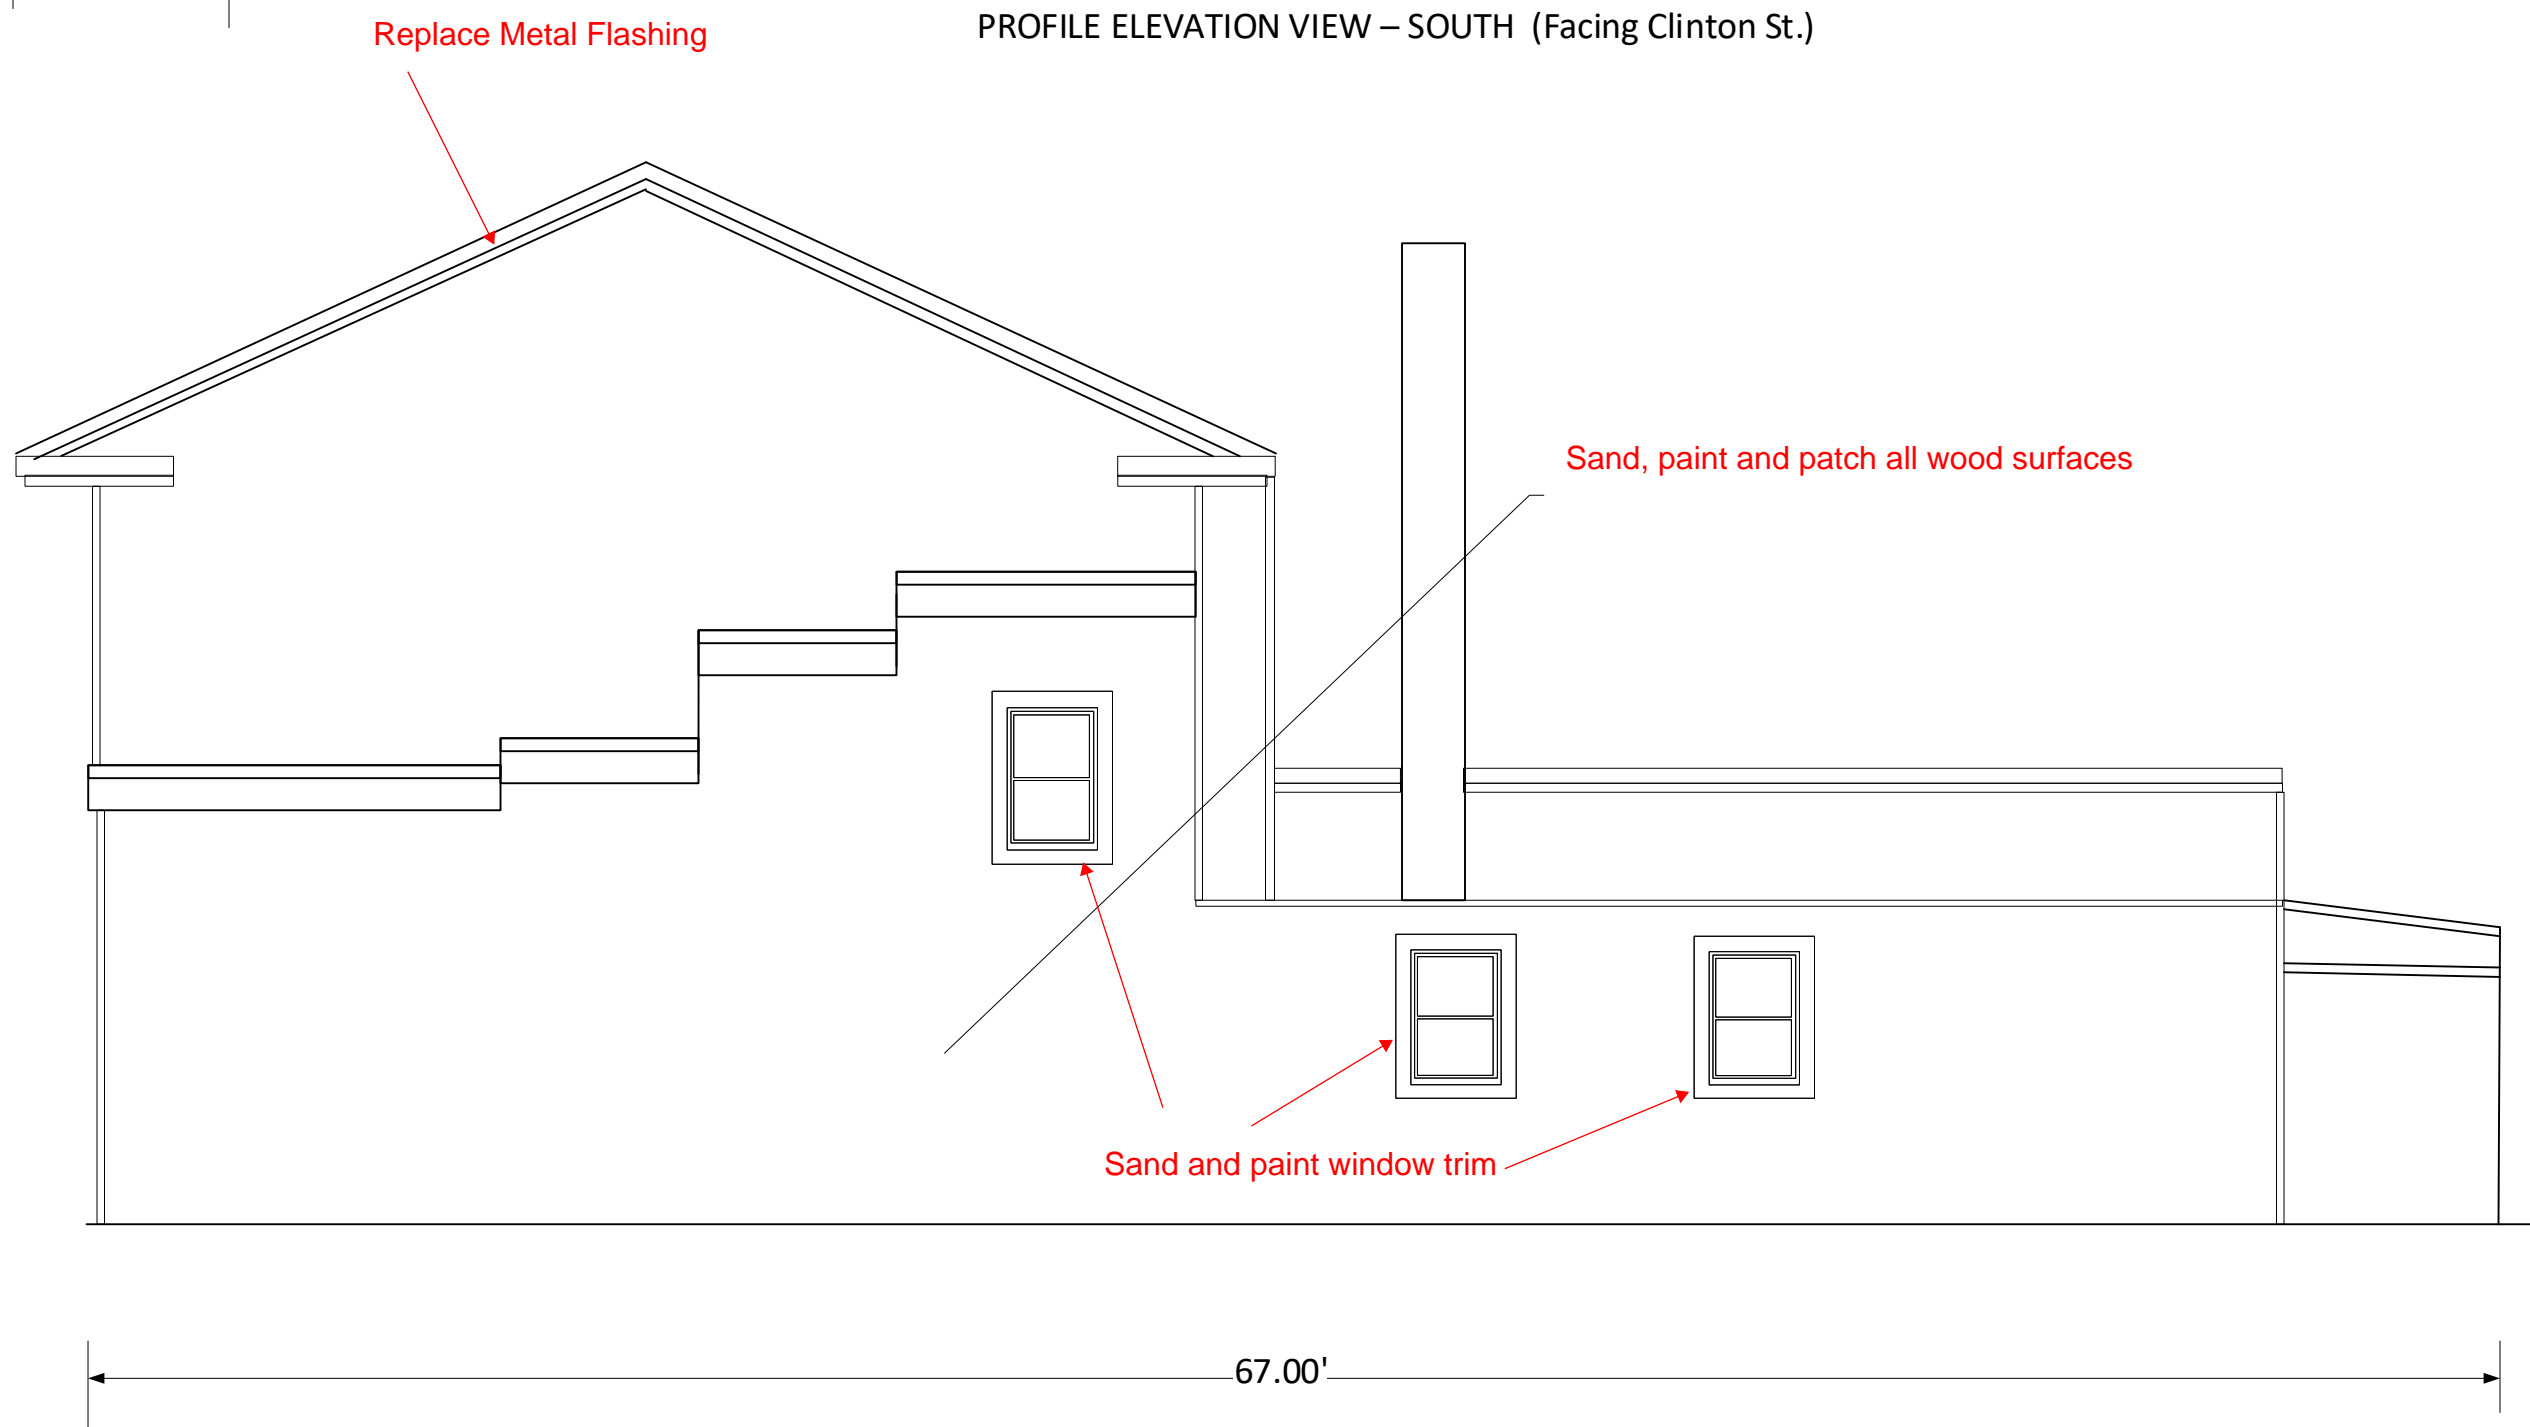 PROFILE ELEVATION VIEW – SOUTH  (Facing Clinton St.)
Replace Metal Flashing
Sand, paint and patch all wood surfaces
Sand and paint window trim
67.00'